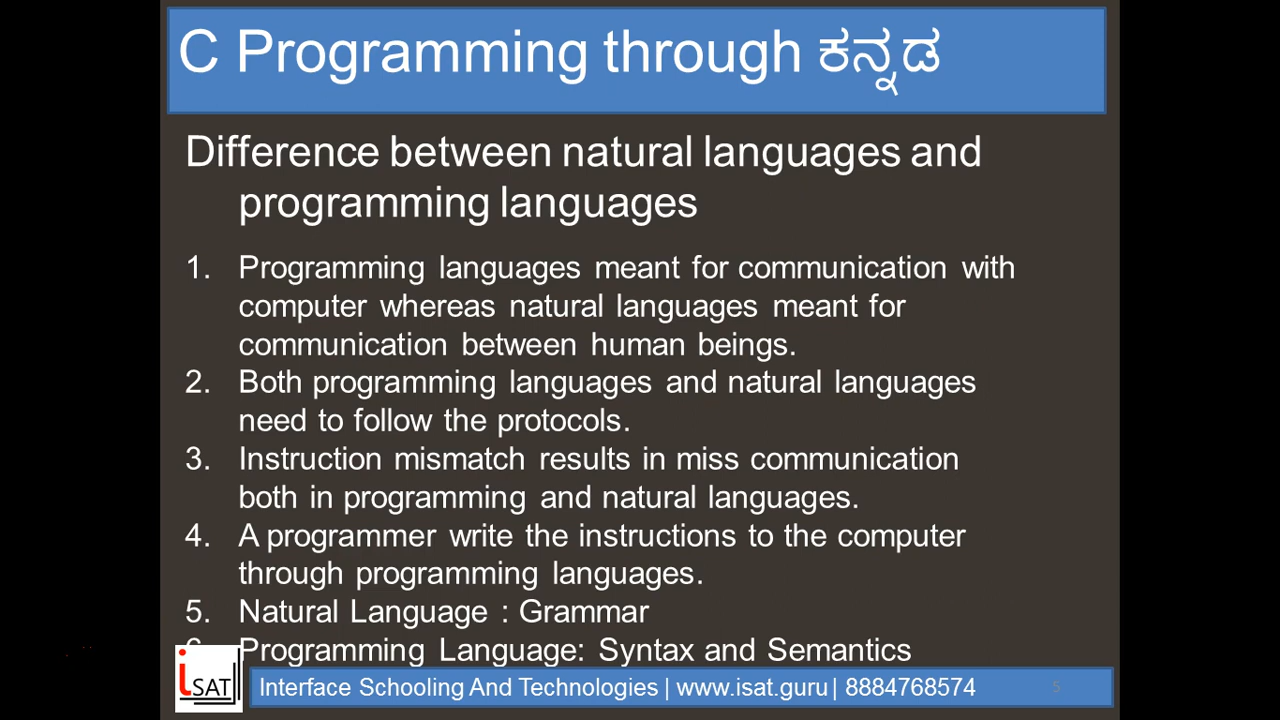 C Programming through ಕನ್ನಡ
Difference between natural languages and
programming languages
1. Programming languages meant for communication with
computer whereas natural languages meant for
communication between human beings.
2. Both programming languages and natural languages
need to follow the protocols.
3. Instruction mismatch results in miss communication
both in programming and natural languages.
4. A programmer write the instructions to the computer
through programming languages.
5. Natural Language : Grammar
6. Programming Language: Syntax and Semantics
iSAT
Interface Schooling And Technologies | www.isat.guru | 8884768574
5